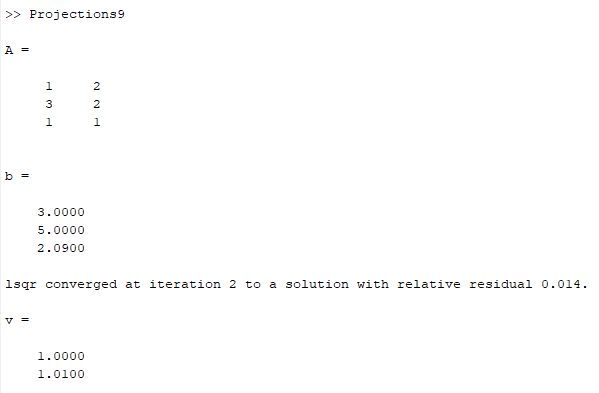 >> Projections9
A =
1 2
3 2
1 1
b =
3.0000
5.0000
2.0900
lsqr converged at iteration 2 to a solution with relative residual 0.014.
v =
1.0000
1.0100